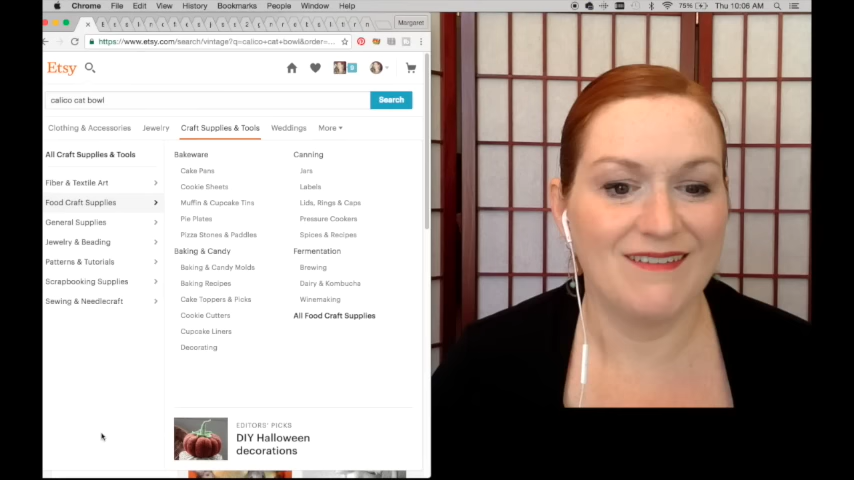 Chrome File Edit View History Bookmarks People Window Help
75% Thu 10:06 AM
Margaret
https://www.etsy.com/search/vintage?q=calico+cat+bowl&order=...
Etsy
calico cat bowl
Search
Clothing & Accessories Jewelry Craft Supplies & Tools Weddings More
All Craft Supplies & Tools
Fiber & Textile Art
Food Craft Supplies
General Supplies
Jewelry & Beading
Patterns & Tutorials
Scrapbooking Supplies
Sewing & Needlecraft
Bakeware
Cake Pans
Cookie Sheets
Muffin & Cupcake Tins
Pie Plates
Pizza Stones & Paddles
Baking & Candy
Baking & Candy Molds
Baking Recipes
Cake Toppers & Picks
Cookie Cutters
Cupcake Liners
Decorating
Canning
Jars
Labels
Lids, Rings & Caps
Pressure Cookers
Spices & Recipes
Fermentation
Brewing
Dairy & Kombucha
Winemaking
All Food Craft Supplies
EDITORS' PICKS
DIY Halloween
decorations